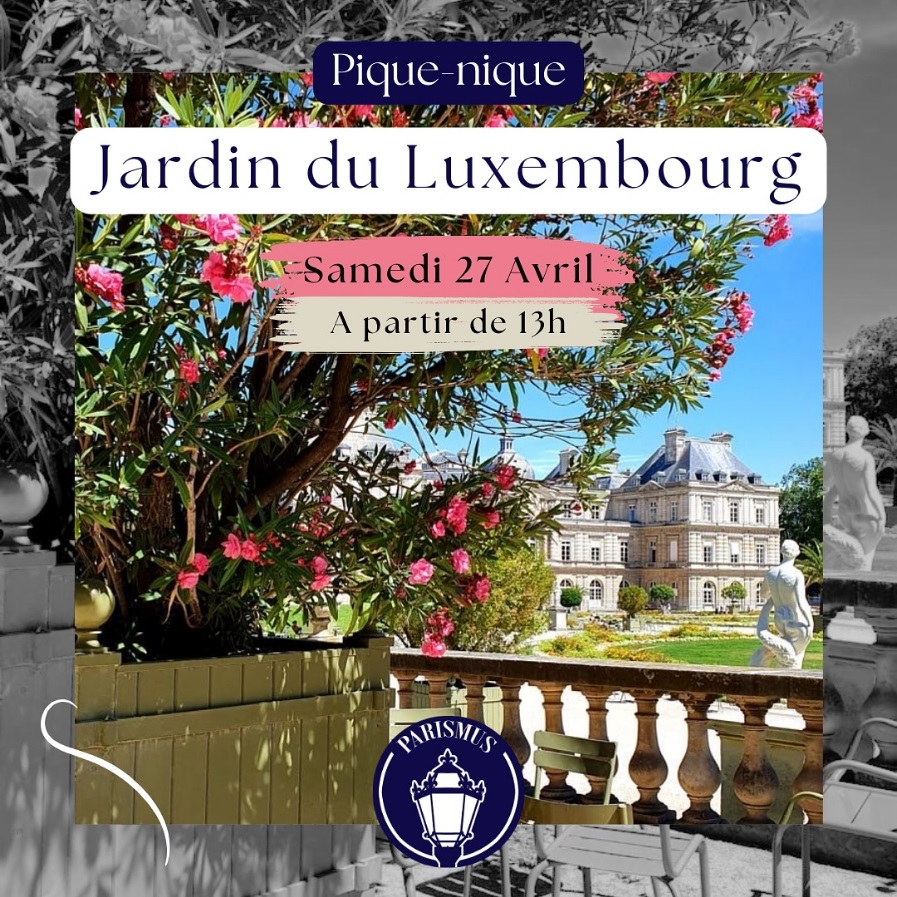 Pique-nique
Jardin du Luxembourg
Samedi 27 Avril
A partir de 13h
PARISMUS